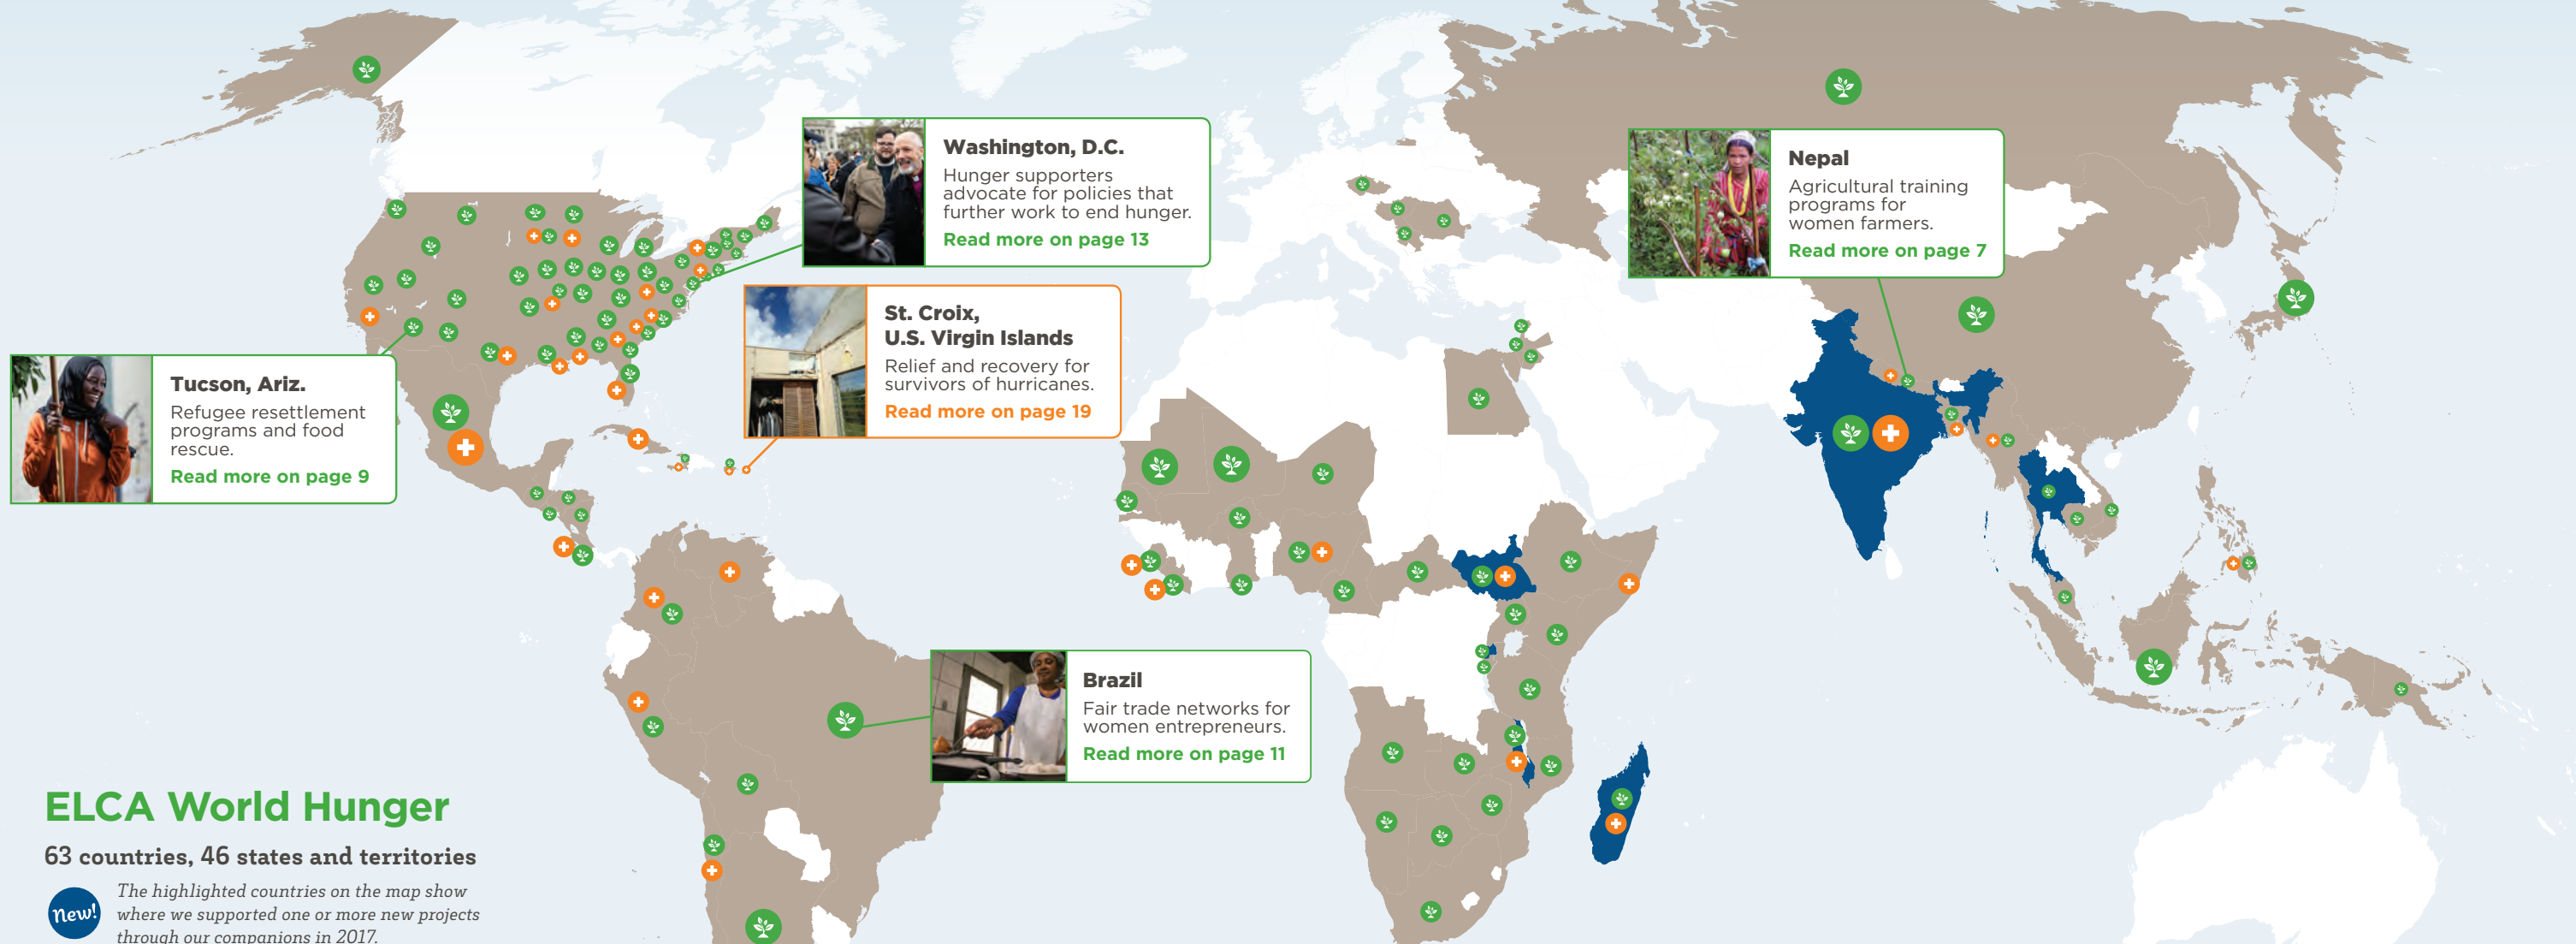 Washington, D.C.
Hunger supporters
advocate for policies that
further work to end hunger.
Read more on page 13
Nepal
Agricultural training
programs for
women farmers.
Read more on page 7
St. Croix,
U.S. Virgin Islands
Relief and recovery for
survivors of hurricanes.
Read more on page 19
Tucson, Ariz.
Refugee resettlement
programs and food
rescue.
Read more on page 9
Brazil
Fair trade networks for
women entrepreneurs.
Read more on page 11
ELCA World Hunger
63 countries, 46 states and territories
New!
The highlighted countries on the map show
where we supported one or more new projects
through our companions in 2017.